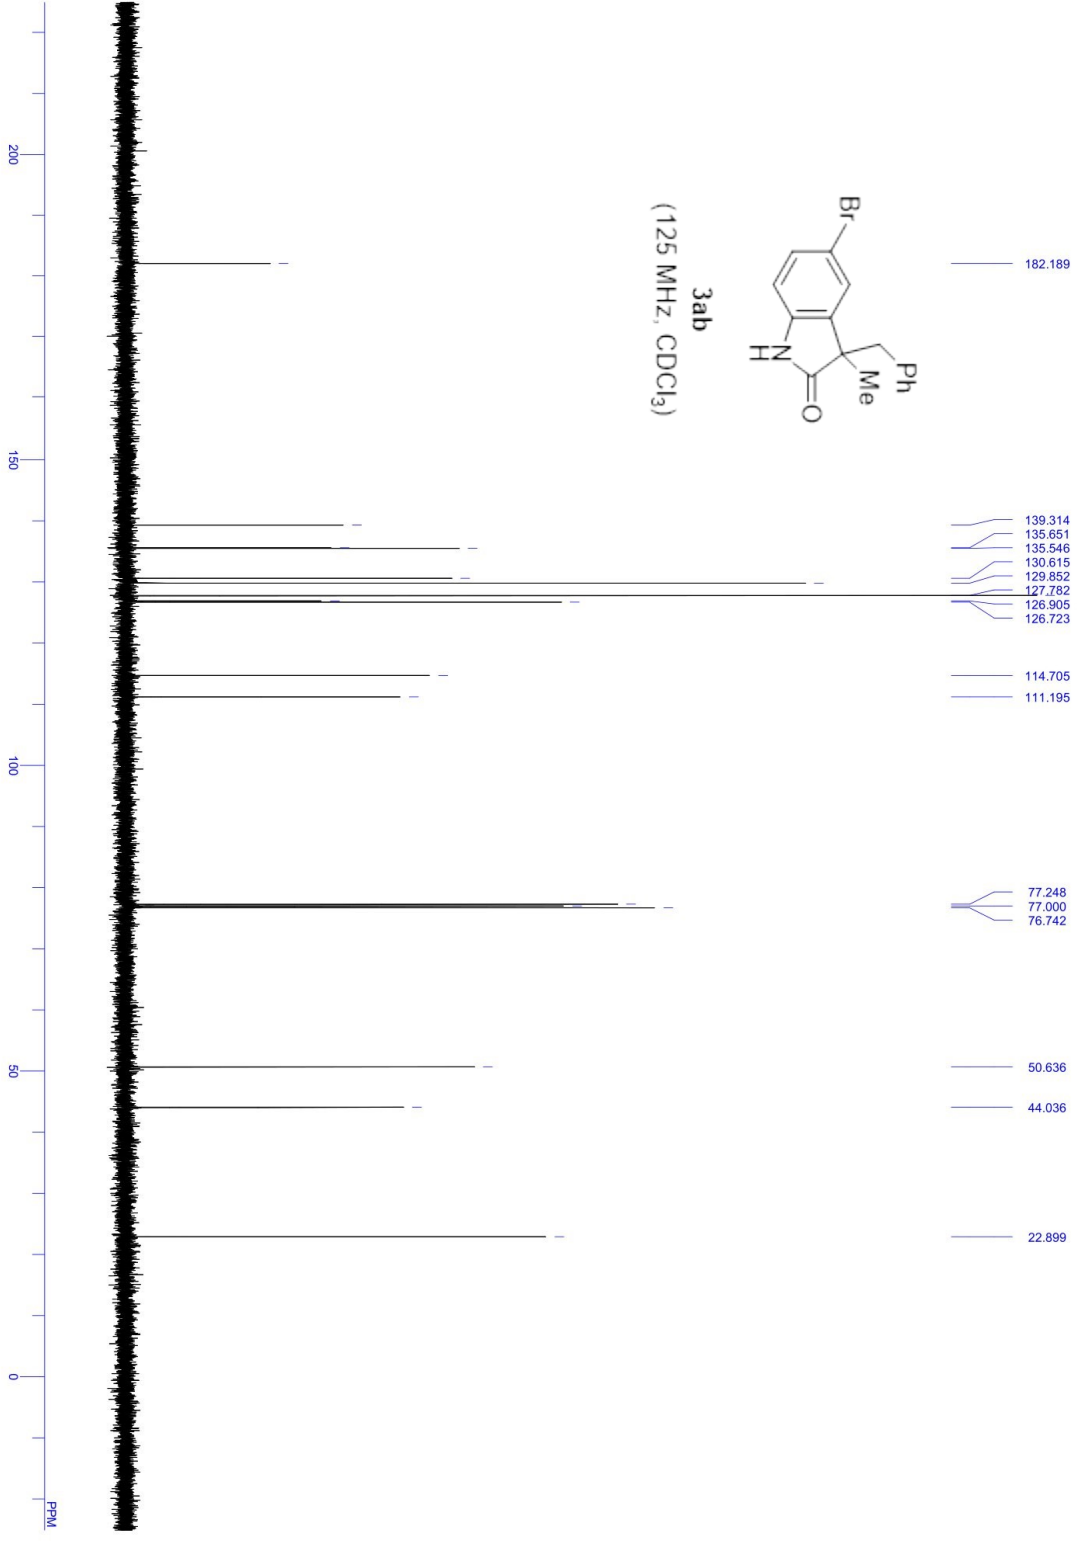 182.189
139.314
135.651
135.546
130.615
129.852
127.782
126.905
126.723
114.705
111.195
77.248
77.000
76.742
50.636
44.036
22.899
Br
Ph
Me
N
H
O
3ab
(125 MHz, CDCl₃)
200
150
100
50
0
PPM